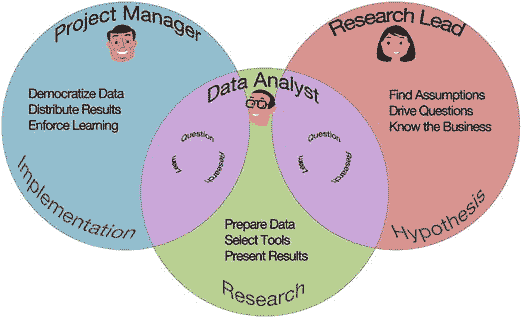 Project Manager
Democratize Data
Distribute Results
Enforce Learning
Implementation
Data Analyst
Question
Research
Learn
Question
Research
Learn
Prepare Data
Select Tools
Present Results
Research
Research Lead
Find Assumptions
Drive Questions
Know the Business
Hypothesis